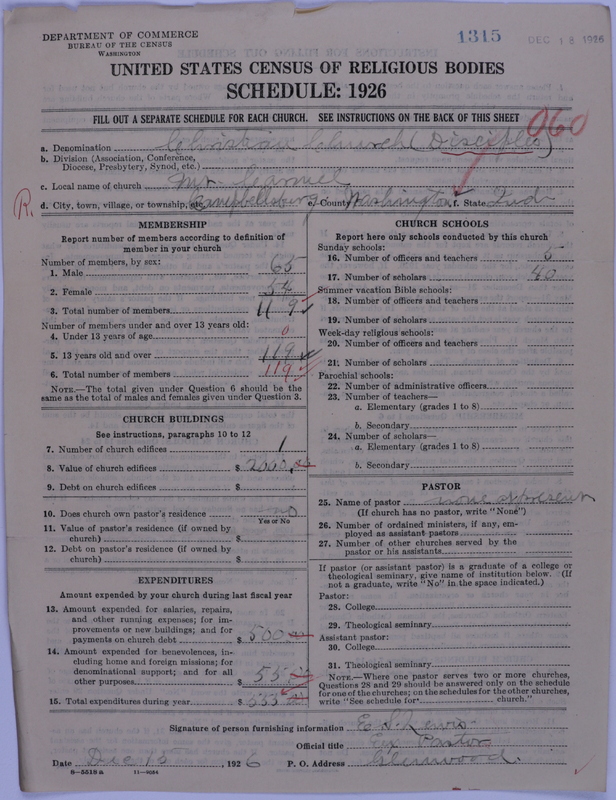 DEPARTMENT OF COMMERCE
BUREAU OF THE CENSUS
WASHINGTON
1315
DEC 18 1926
UNITED STATES CENSUS OF RELIGIOUS BODIES
SCHEDULE: 1926
FILL OUT A SEPARATE SCHEDULE FOR EACH CHURCH. SEE INSTRUCTIONS ON THE BACK OF THIS SHEET
060
a. Denomination Christian Church (Disciples)
b. Division (Association, Conference, Diocese, Presbytery, Synod, etc.)
c. Local name of church Mt Carmel
R. d. City, town, village, or township, etc. Campbellsburg e. County Washington f. State Ind
MEMBERSHIP
Report number of members according to definition of member in your church
Number of members, by sex:
1. Male 65
2. Female 54
3. Total number of members 119
Number of members under and over 13 years old:
4. Under 13 years of age 0
5. 13 years old and over 119
6. Total number of members 119
NOTE.—The total given under Question 6 should be the same as the total of males and females given under Question 3.
CHURCH BUILDINGS
See instructions, paragraphs 10 to 12
7. Number of church edifices 1
8. Value of church edifices $ 2000.00
9. Debt on church edifices $
10. Does church own pastor's residence no
Yes or No
11. Value of pastor's residence (if owned by church) $
12. Debt on pastor's residence (if owned by church) $
EXPENDITURES
Amount expended by your church during last fiscal year
13. Amount expended for salaries, repairs, and other running expenses; for improvements or new buildings; and for payments on church debt $ 500
14. Amount expended for benevolences, including home and foreign missions; for denominational support; and for all other purposes $
15. Total expenditures during year $
CHURCH SCHOOLS
Report here only schools conducted by this church
Sunday schools:
16. Number of officers and teachers 5
17. Number of scholars 40
Summer vacation Bible schools:
18. Number of officers and teachers
19. Number of scholars
Week-day religious schools:
20. Number of officers and teachers
21. Number of scholars
Parochial schools:
22. Number of administrative officers
23. Number of teachers—
a. Elementary (grades 1 to 8)
b. Secondary
24. Number of scholars—
a. Elementary (grades 1 to 8)
b. Secondary
PASTOR
25. Name of pastor none at present
(If church has no pastor, write "None")
26. Number of ordained ministers, if any, employed as assistant pastors
27. Number of other churches served by the pastor or his assistants
If pastor (or assistant pastor) is a graduate of a college or theological seminary, give name of institution below. (If not a graduate, write "No" in the space indicated.)
Pastor:
28. College
29. Theological seminary
Assistant pastor:
30. College
31. Theological seminary
NOTE.—Where one pastor serves two or more churches, Questions 28 and 29 should be answered only on the schedule for one of the churches; on the schedules for the other churches, write "See schedule for church."
Signature of person furnishing information E. S. Lewis
Official title Ex Pastor
Date Dec 15, 1926 P. O. Address Glenwood.
8—5518a 11—9034